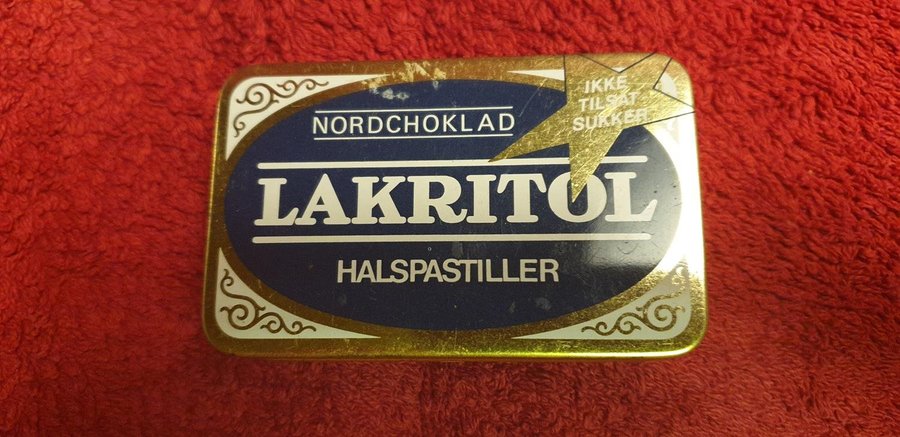 NORDCHOKLAD
IKKE
TILSAT
SUKKER
LAKRITOL
HALSPASTILLER